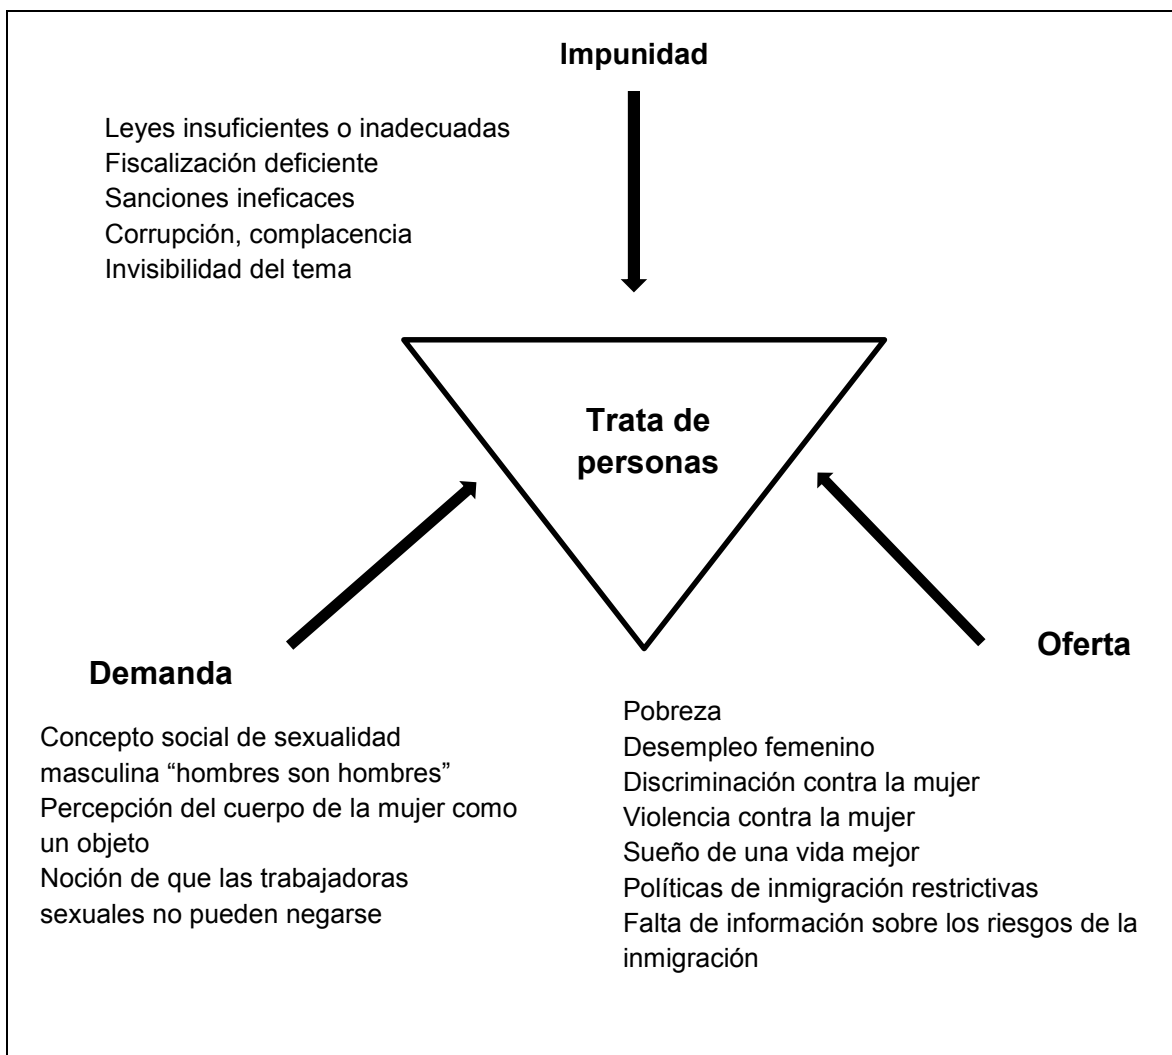 Impunidad
Leyes insuficientes o inadecuadas
Fiscalización deficiente
Sanciones ineficaces
Corrupción, complacencia
Invisibilidad del tema
Trata de
personas
Demanda
Concepto social de sexualidad
masculina “hombres son hombres”
Percepción del cuerpo de la mujer como
un objeto
Noción de que las trabajadoras
sexuales no pueden negarse
Oferta
Pobreza
Desempleo femenino
Discriminación contra la mujer
Violencia contra la mujer
Sueño de una vida mejor
Políticas de inmigración restrictivas
Falta de información sobre los riesgos de la
inmigración